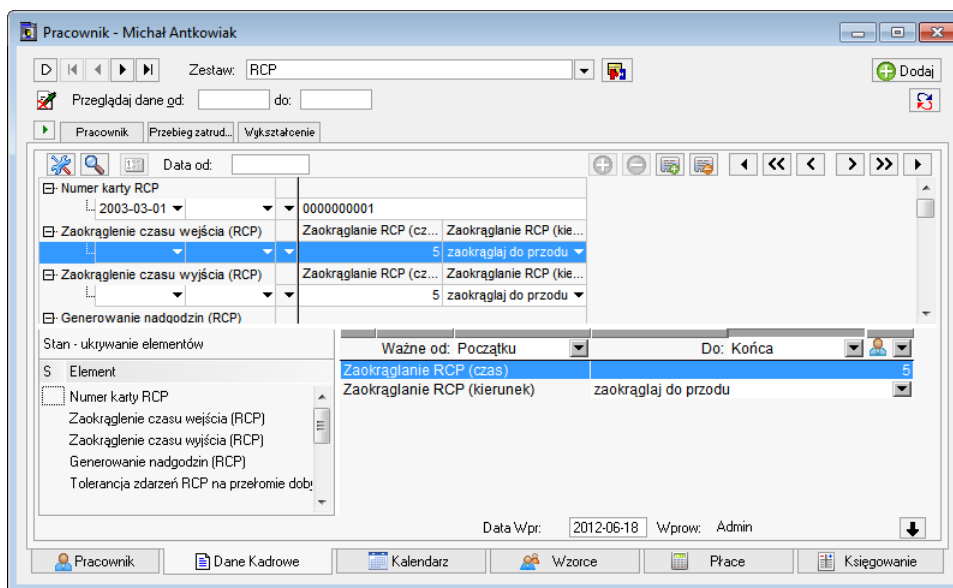 Pracownik - Michał Antkowiak
D Zestaw: RCP Dodaj
Przeglądaj dane od: do:
Pracownik Przebieg zatrud... Wykształcenie
Data od:
Numer karty RCP
2003-03-01 0000000001
Zaokrąglenie czasu wejścia (RCP) Zaokrąglanie RCP (cz... Zaokrąglanie RCP (kie...
5 zaokrąglaj do przodu
Zaokrąglenie czasu wyjścia (RCP) Zaokrąglanie RCP (cz... Zaokrąglanie RCP (kie...
5 zaokrąglaj do przodu
Generowanie nadgodzin (RCP)
Stan - ukrywanie elementów
S Element
Numer karty RCP
Zaokrąglenie czasu wejścia (RCP)
Zaokrąglenie czasu wyjścia (RCP)
Generowanie nadgodzin (RCP)
Tolerancja zdarzeń RCP na przełomie doby
Ważne od: Początku Do: Końca
Zaokrąglanie RCP (czas) 5
Zaokrąglanie RCP (kierunek) zaokrąglaj do przodu
Data Wpr: 2012-06-18 Wprow: Admin
Pracownik Dane Kadrowe Kalendarz Wzorce Płace Księgowanie